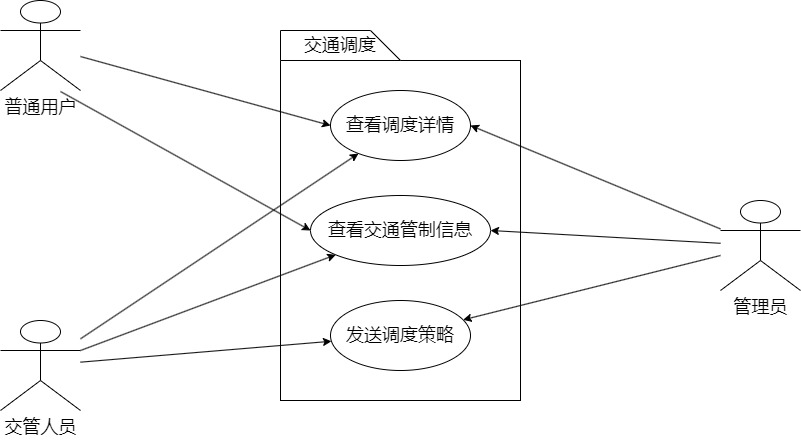 交通调度
普通用户
查看调度详情
查看交通管制信息
管理员
发送调度策略
交管人员